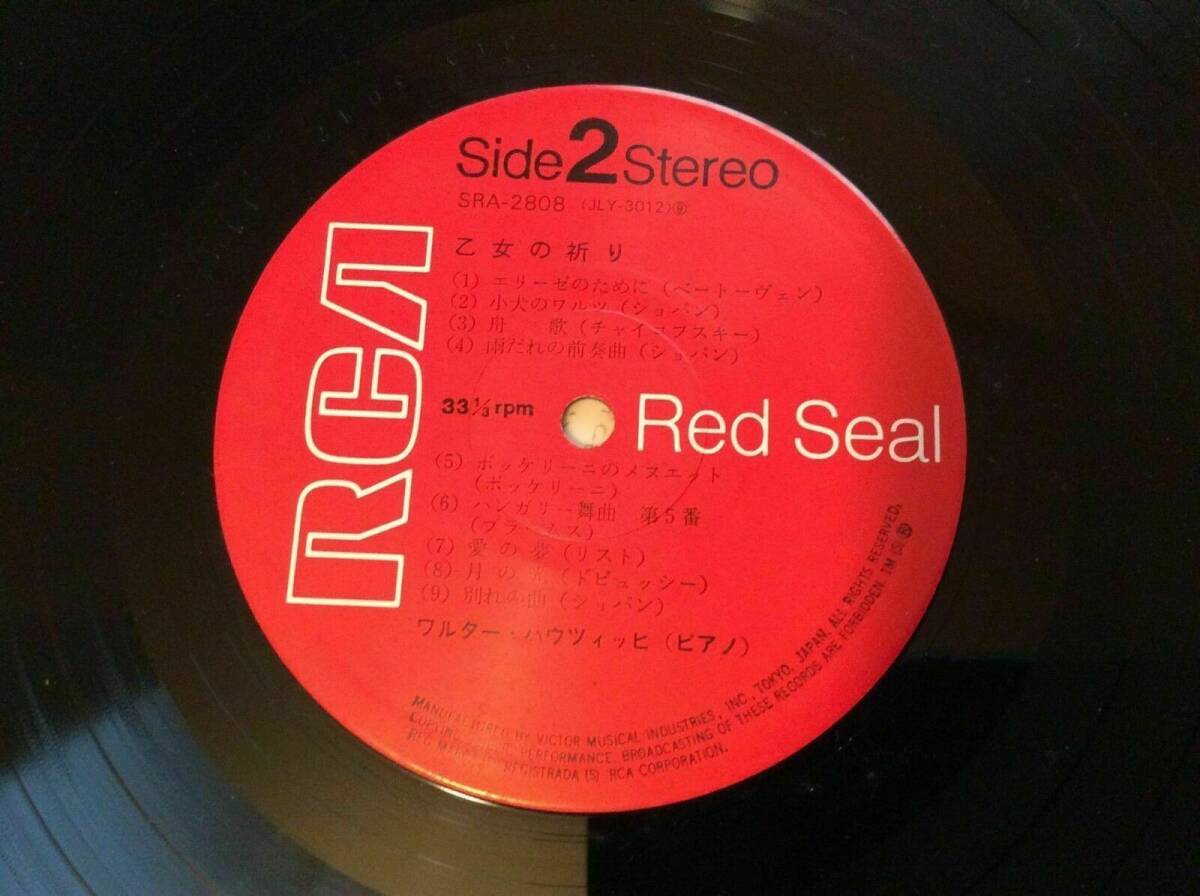 Side 2 Stereo
SRA-2808 (JLY-3012)
乙女の祈り
(1) エリーゼのために(ベートーヴェン)
(2) 小犬のワルツ(ショパン)
(3) 舟 歌(チャイコフスキー)
(4) 雨だれの前奏曲(ショパン)
RCA
33⅓ rpm
Red Seal
(5) ボッケリーニのメヌエット
(ボッケリーニ)
(6) ハンガリー舞曲 第5番
(ブラームス)
(7) 愛の夢(リスト)
(8) 月の光(ドビュッシー)
(9) 別れの曲(ショパン)
ワルター・ハウツィッヒ(ピアノ)
MANUFACTURED BY VICTOR MUSICAL INDUSTRIES, INC., TOKYO, JAPAN. ALL RIGHTS RESERVED.
PERFORMANCE, BROADCASTING OF THESE RECORDS ARE FORBIDDEN. TM (S) ®
REGISTRADA (S) RCA CORPORATION.